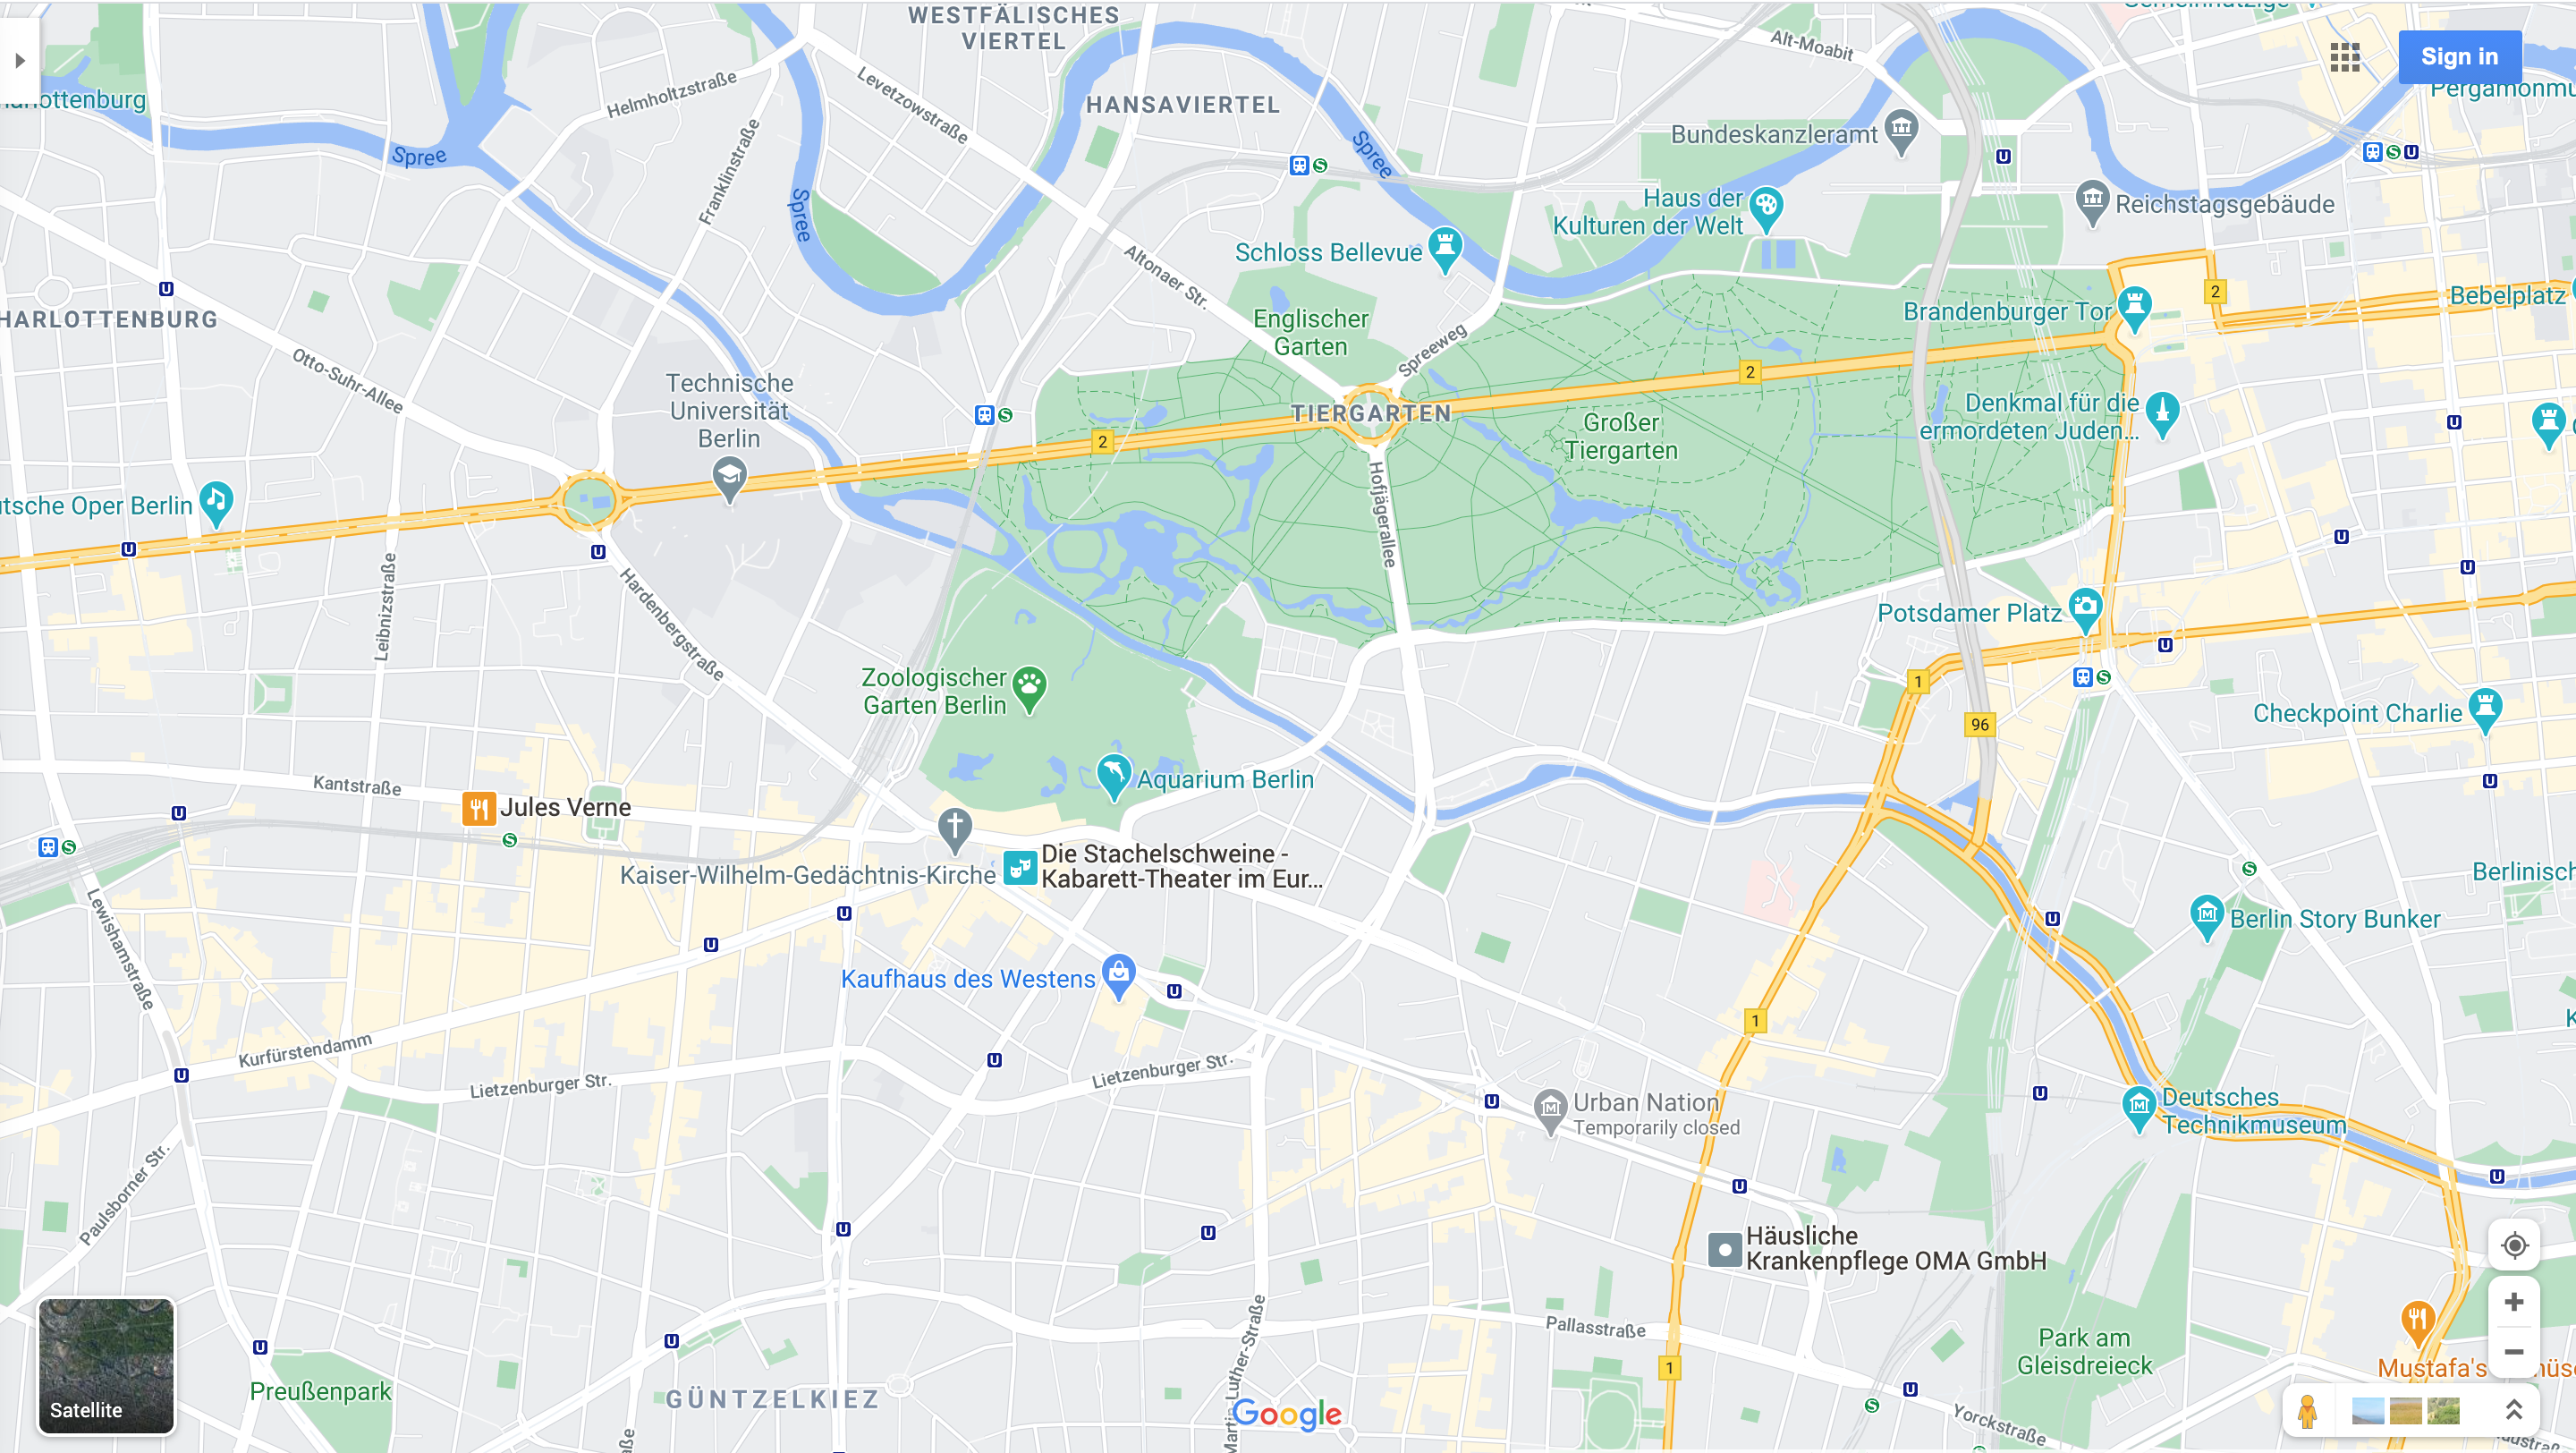 WESTFÄLISCHES
VIERTEL
Alt-Moabit
Sign in
Helmholtzstraße
Levetzowstraße
HANSAVIERTEL
Franklinstraße
Spree
Spree
Spree
Bundeskanzleramt
Haus der
Kulturen der Welt
Reichstagsgebäude
Schloss Bellevue
Altonaer Str.
Englischer
Garten
Spreeweg
Brandenburger Tor
2
Bebelplatz
HARLOTTENBURG
Otto-Suhr-Allee
Technische
Universität
Berlin
2
TIERGARTEN
2
Großer
Tiergarten
Denkmal für die
ermordeten Juden...
Hofjägerallee
tsche Oper Berlin
Leibnizstraße
Hardenbergstraße
Potsdamer Platz
Zoologischer
Garten Berlin
1
96
Checkpoint Charlie
Kantstraße
Jules Verne
Aquarium Berlin
Kaiser-Wilhelm-Gedächtnis-Kirche
Die Stachelschweine -
Kabarett-Theater im Eur...
Berlinisch
Berlin Story Bunker
Lewishamstraße
Kaufhaus des Westens
1
Kurfürstendamm
Lietzenburger Str.
Lietzenburger Str.
Urban Nation
Temporarily closed
Deutsches
Technikmuseum
Paulsborner Str.
Häusliche
Krankenpflege OMA GmbH
Martin-Luther-Straße
Pallasstraße
1
Park am
Gleisdreieck
Mustafa's
Preußenpark
Satellite
GÜNTZELKIEZ
Google
Yorckstraße